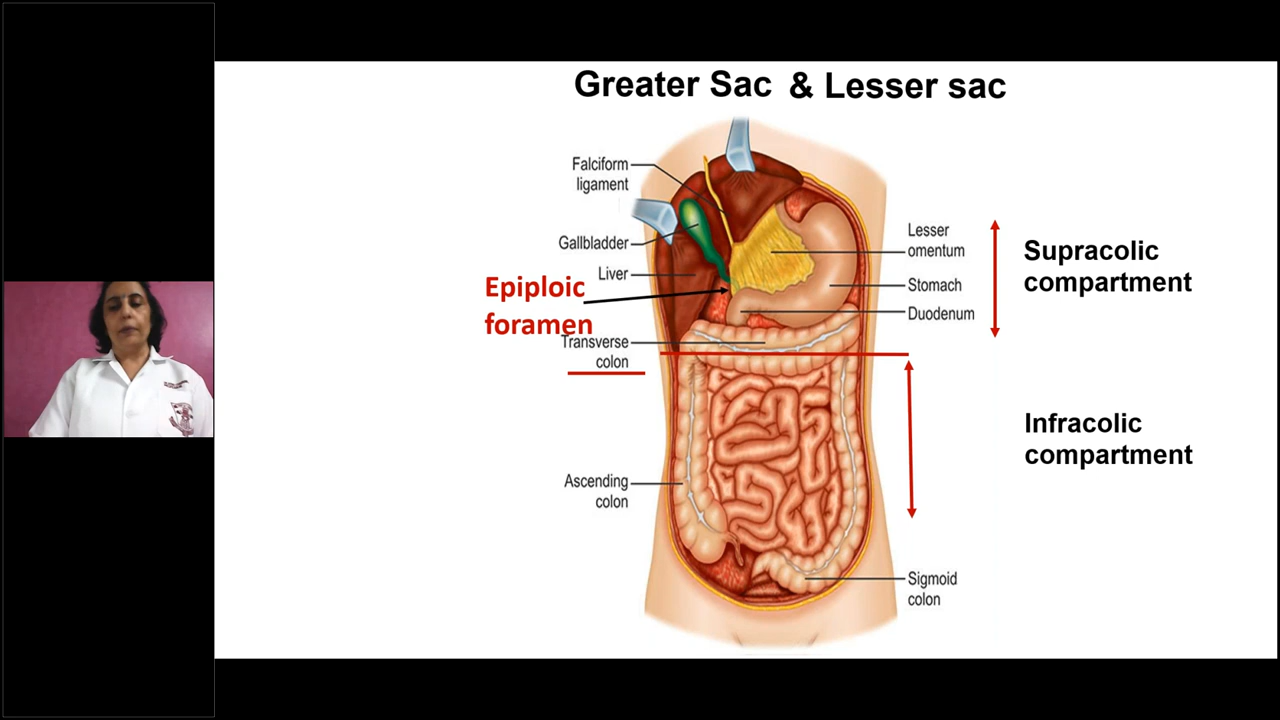 Greater Sac & Lesser sac
Falciform
ligament
Gallbladder
Liver
Epiploic
foramen
Transverse
colon
Ascending
colon
Lesser
omentum
Stomach
Duodenum
Sigmoid
colon
Supracolic
compartment
Infracolic
compartment